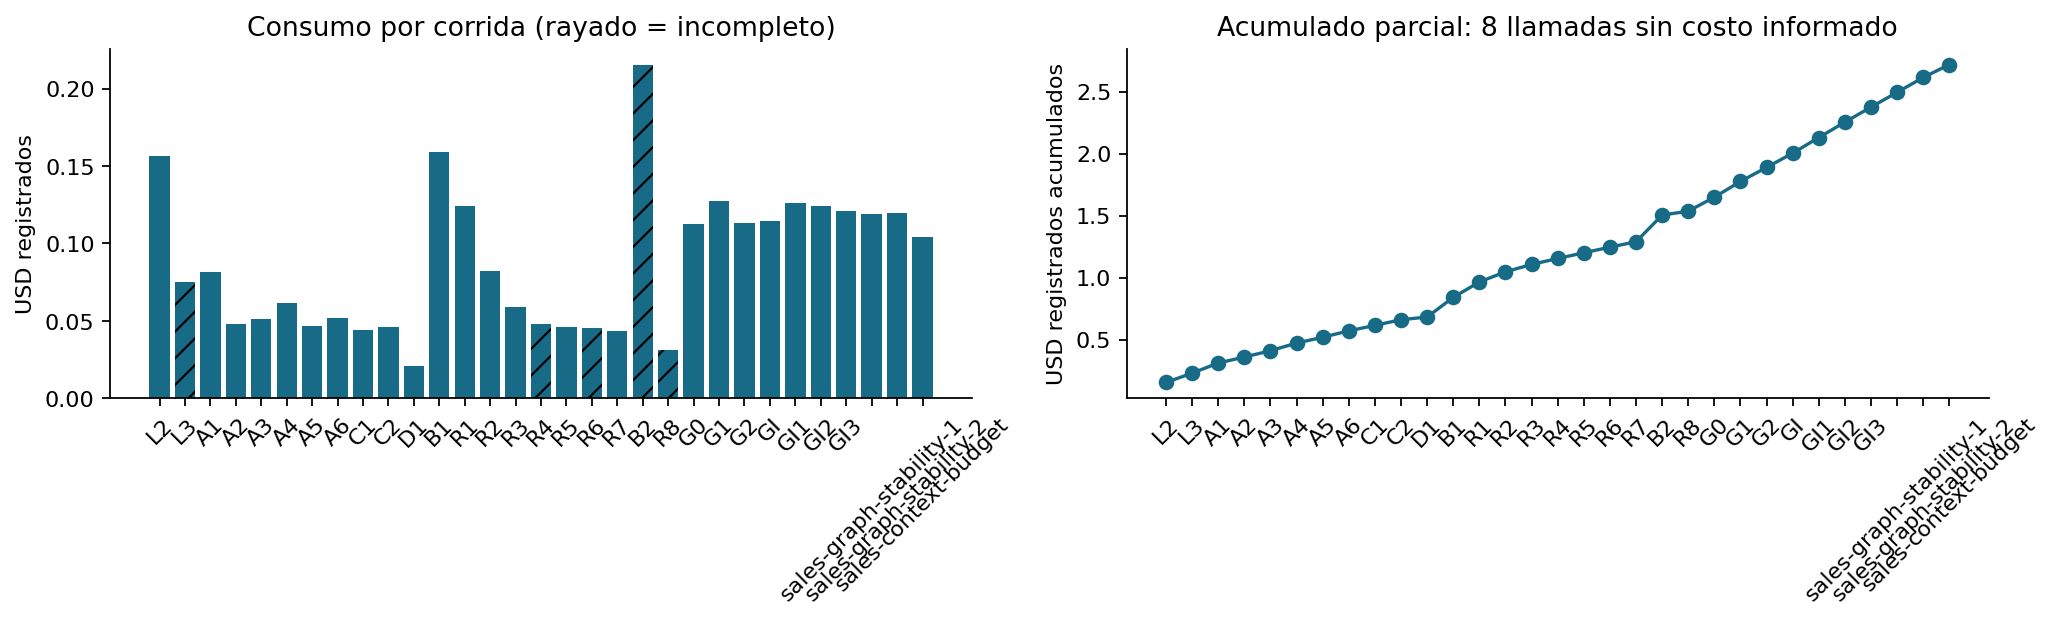 Consumo por corrida (rayado = incompleto)
USD registrados
0.20
0.15
0.10
0.05
0.00
L2
L3
A1
A2
A3
A4
A5
A6
C1
C2
D1
B1
R1
R2
R3
R4
R5
R6
R7
B2
R8
G0
G1
G2
GI
GI1
GI2
GI3
sales-graph-stability-1
sales-graph-stability-2
sales-context-budget
Acumulado parcial: 8 llamadas sin costo informado
USD registrados acumulados
2.5
2.0
1.5
1.0
0.5
L2
L3
A1
A2
A3
A4
A5
A6
C1
C2
D1
B1
R1
R2
R3
R4
R5
R6
R7
B2
R8
G0
G1
G2
GI
GI1
GI2
GI3
sales-graph-stability-1
sales-graph-stability-2
sales-context-budget